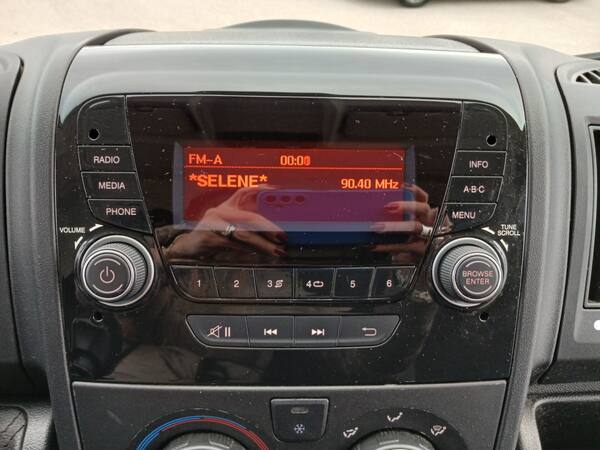 RADIO
MEDIA
PHONE
FM-A 00:00
*SELENE* 90.40 MHz
INFO
A·B·C
MENU
VOLUME
TUNE
SCROLL
BROWSE
ENTER
1 2 3 4 5 6